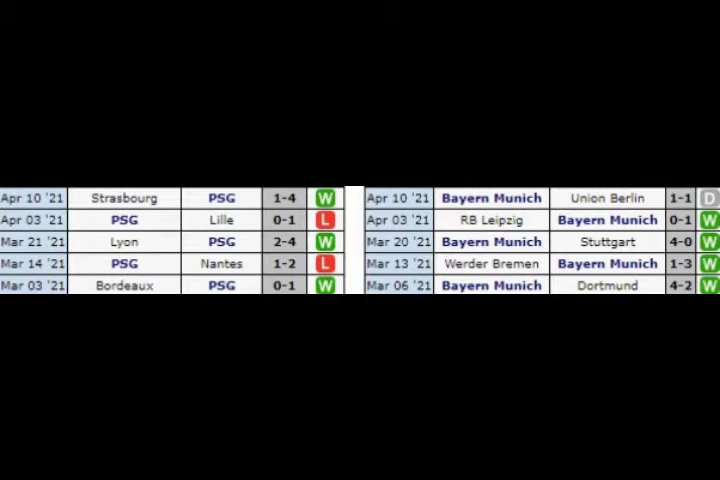 Apr 10 '21 Strasbourg PSG 1-4 W
Apr 03 '21 PSG Lille 0-1 L
Mar 21 '21 Lyon PSG 2-4 W
Mar 14 '21 PSG Nantes 1-2 L
Mar 03 '21 Bordeaux PSG 0-1 W
Apr 10 '21 Bayern Munich Union Berlin 1-1 D
Apr 03 '21 RB Leipzig Bayern Munich 0-1 W
Mar 20 '21 Bayern Munich Stuttgart 4-0 W
Mar 13 '21 Werder Bremen Bayern Munich 1-3 W
Mar 06 '21 Bayern Munich Dortmund 4-2 W